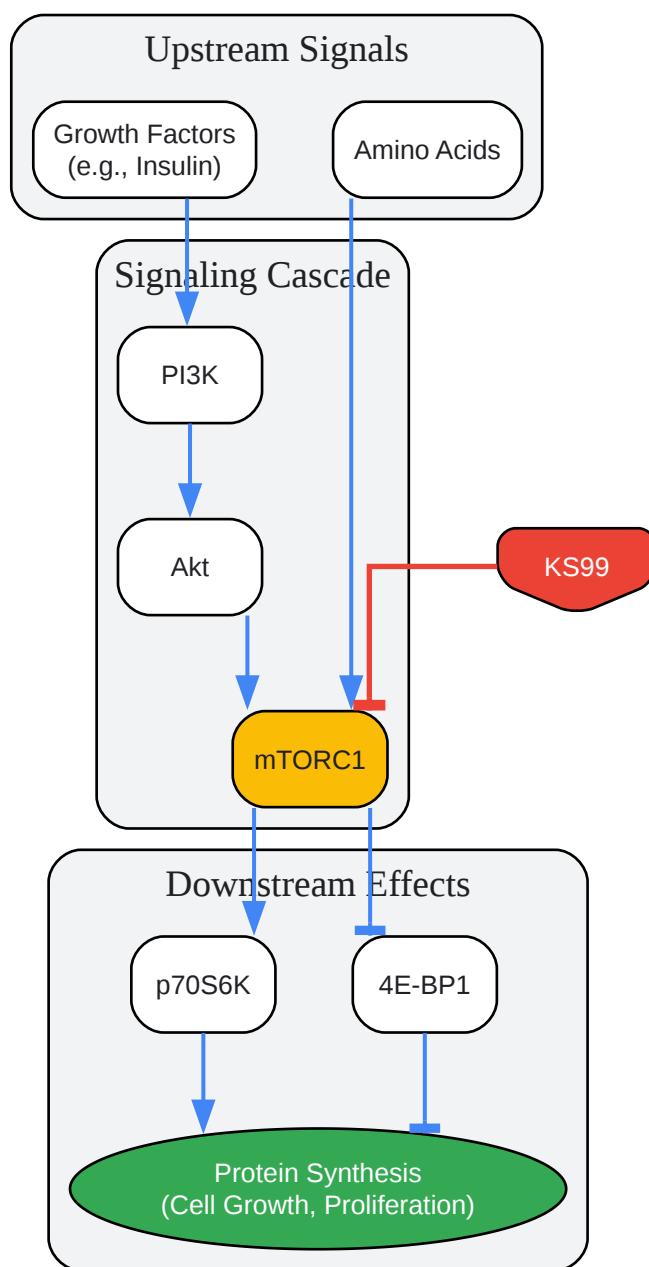 Upstream Signals
Growth Factors
(e.g., Insulin)
Amino Acids
Signaling Cascade
PI3K
Akt
KS99
mTORC1
Downstream Effects
p70S6K
4E-BP1
Protein Synthesis
(Cell Growth, Proliferation)